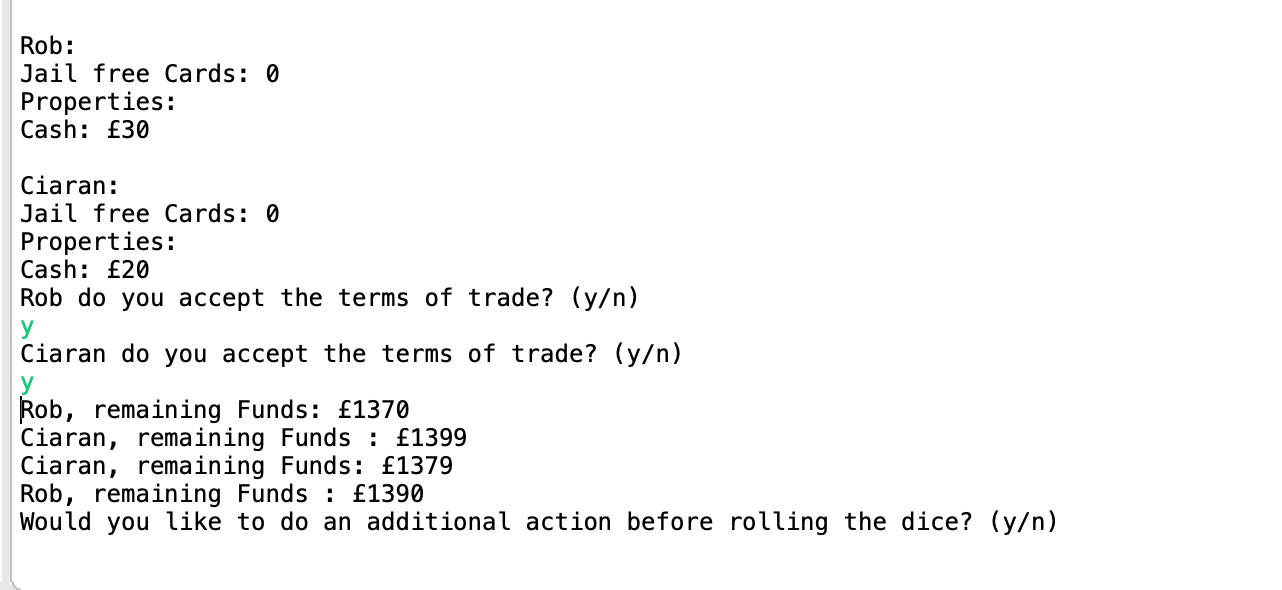 Rob:
Jail free Cards: 0
Properties:
Cash: £30
Ciaran:
Jail free Cards: 0
Properties:
Cash: £20
Rob do you accept the terms of trade? (y/n)
y
Ciaran do you accept the terms of trade? (y/n)
y
Rob, remaining Funds: £1370
Ciaran, remaining Funds : £1399
Ciaran, remaining Funds: £1379
Rob, remaining Funds : £1390
Would you like to do an additional action before rolling the dice? (y/n)